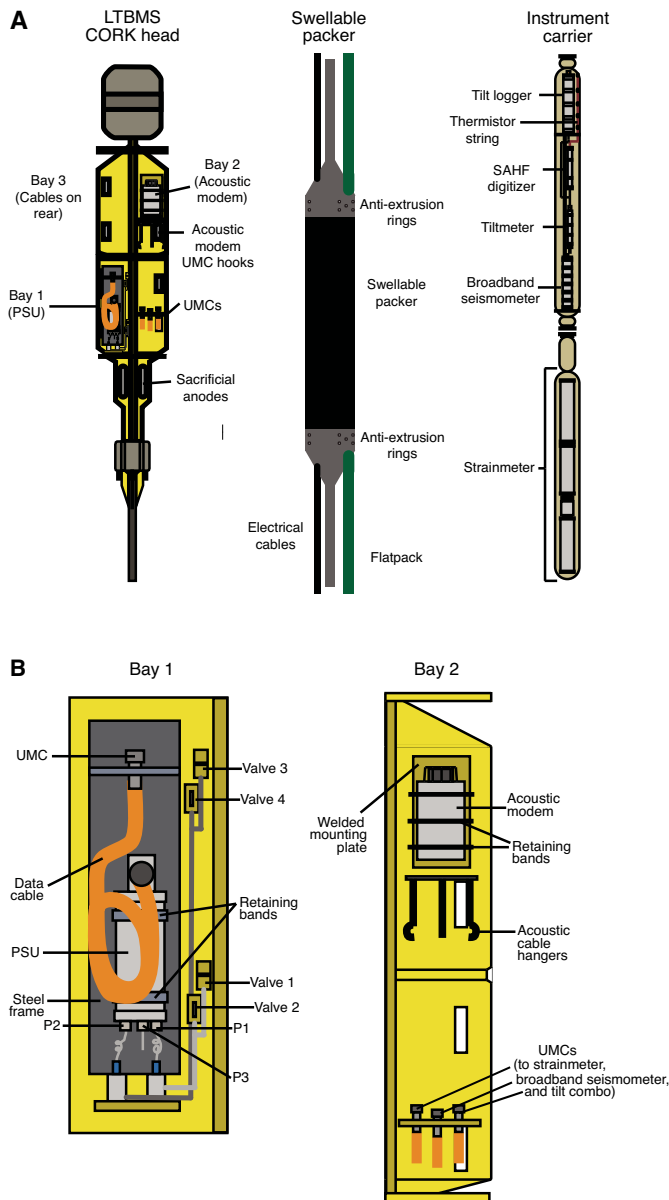 A
LTBMS
CORK head
Bay 3
(Cables on
rear)
Bay 2
(Acoustic
modem)
Acoustic
modem
UMC hooks
Bay 1
(PSU)
UMCs
Sacrificial
anodes
Swellable
packer
Anti-extrusion
rings
Swellable
packer
Anti-extrusion
rings
Electrical
cables
Flatpack
Instrument
carrier
Tilt logger
Thermistor
string
SAHF
digitizer
Tiltmeter
Broadband
seismometer
Strainmeter
B
Bay 1
UMC
Valve 3
Valve 4
Data
cable
Retaining
bands
PSU
Steel
frame
Valve 1
Valve 2
P2
P1
P3
Bay 2
Welded
mounting
plate
Acoustic
modem
Retaining
bands
Acoustic
cable
hangers
UMCs
(to strainmeter,
broadband seismometer,
and tilt combo)